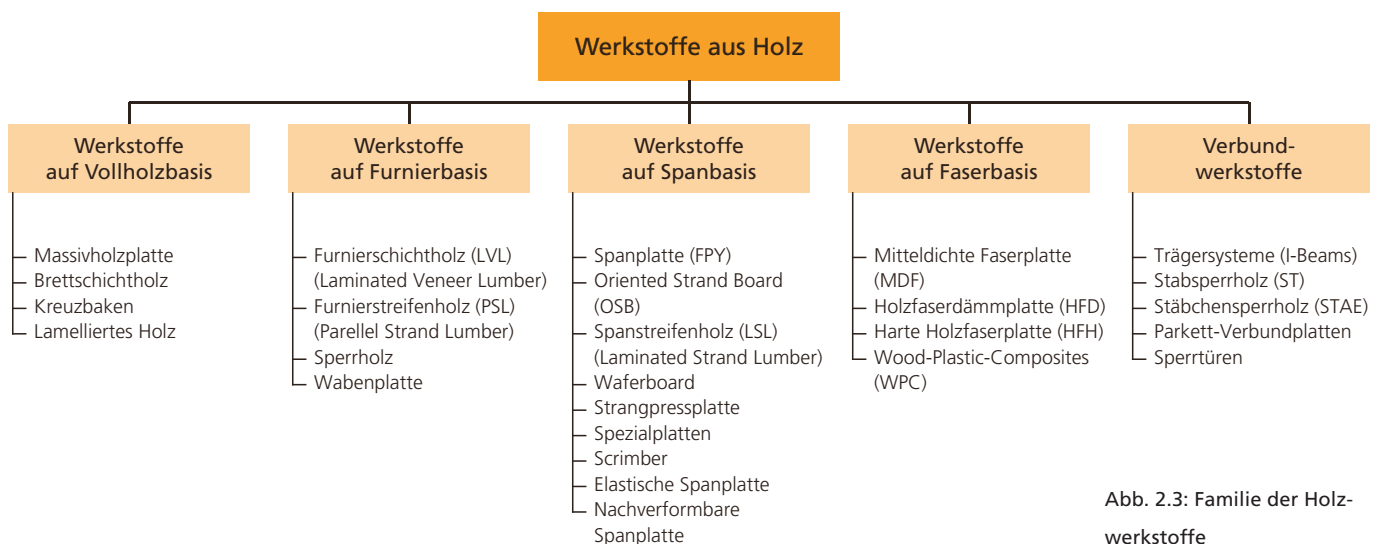 Werkstoffe aus Holz
Werkstoffe
auf Vollholzbasis
Massivholzplatte
Brettschichtholz
Kreuzbaken
Lamelliertes Holz
Werkstoffe
auf Furnierbasis
Furnierschichtholz (LVL)
(Laminated Veneer Lumber)
Furnierstreifenholz (PSL)
(Parellel Strand Lumber)
Sperrholz
Wabenplatte
Werkstoffe
auf Spanbasis
Spanplatte (FPY)
Oriented Strand Board
(OSB)
Spanstreifenholz (LSL)
(Laminated Strand Lumber)
Waferboard
Strangpressplatte
Spezialplatten
Scrimber
Elastische Spanplatte
Nachverformbare
Spanplatte
Werkstoffe
auf Faserbasis
Mitteldichte Faserplatte
(MDF)
Holzfaserdämmplatte (HFD)
Harte Holzfaserplatte (HFH)
Wood-Plastic-Composites
(WPC)
Verbund-
werkstoffe
Trägersysteme (I-Beams)
Stabsperrholz (ST)
Stäbchensperrholz (STAE)
Parkett-Verbundplatten
Sperrtüren
Abb. 2.3: Familie der Holz-
werkstoffe